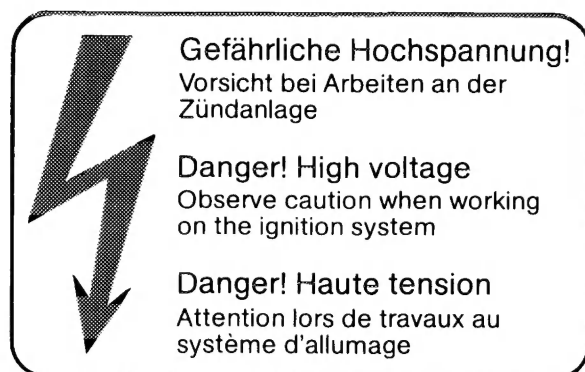 Gefährliche Hochspannung!
Vorsicht bei Arbeiten an der
Zündanlage
Danger! High voltage
Observe caution when working
on the ignition system
Danger! Haute tension
Attention lors de travaux au
système d'allumage